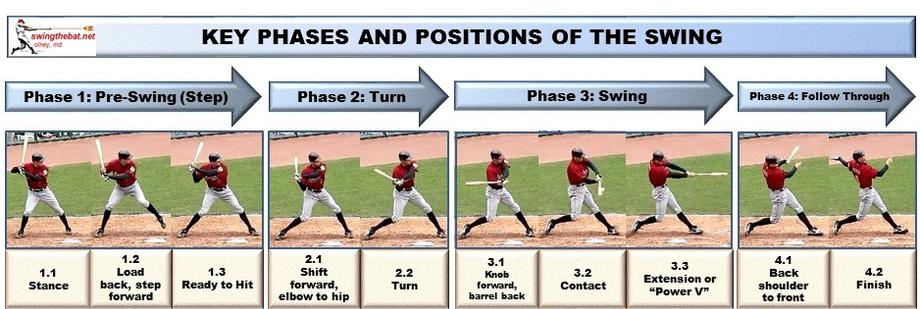 swingthebat.net
olney, md
KEY PHASES AND POSITIONS OF THE SWING
Phase 1: Pre-Swing (Step)
Phase 2: Turn
Phase 3: Swing
Phase 4: Follow Through
1.1
Stance
1.2
Load
back, step
forward
1.3
Ready to Hit
2.1
Shift
forward,
elbow to hip
2.2
Turn
3.1
Knob
forward,
barrel back
3.2
Contact
3.3
Extension or
“Power V”
4.1
Back
shoulder
to front
4.2
Finish